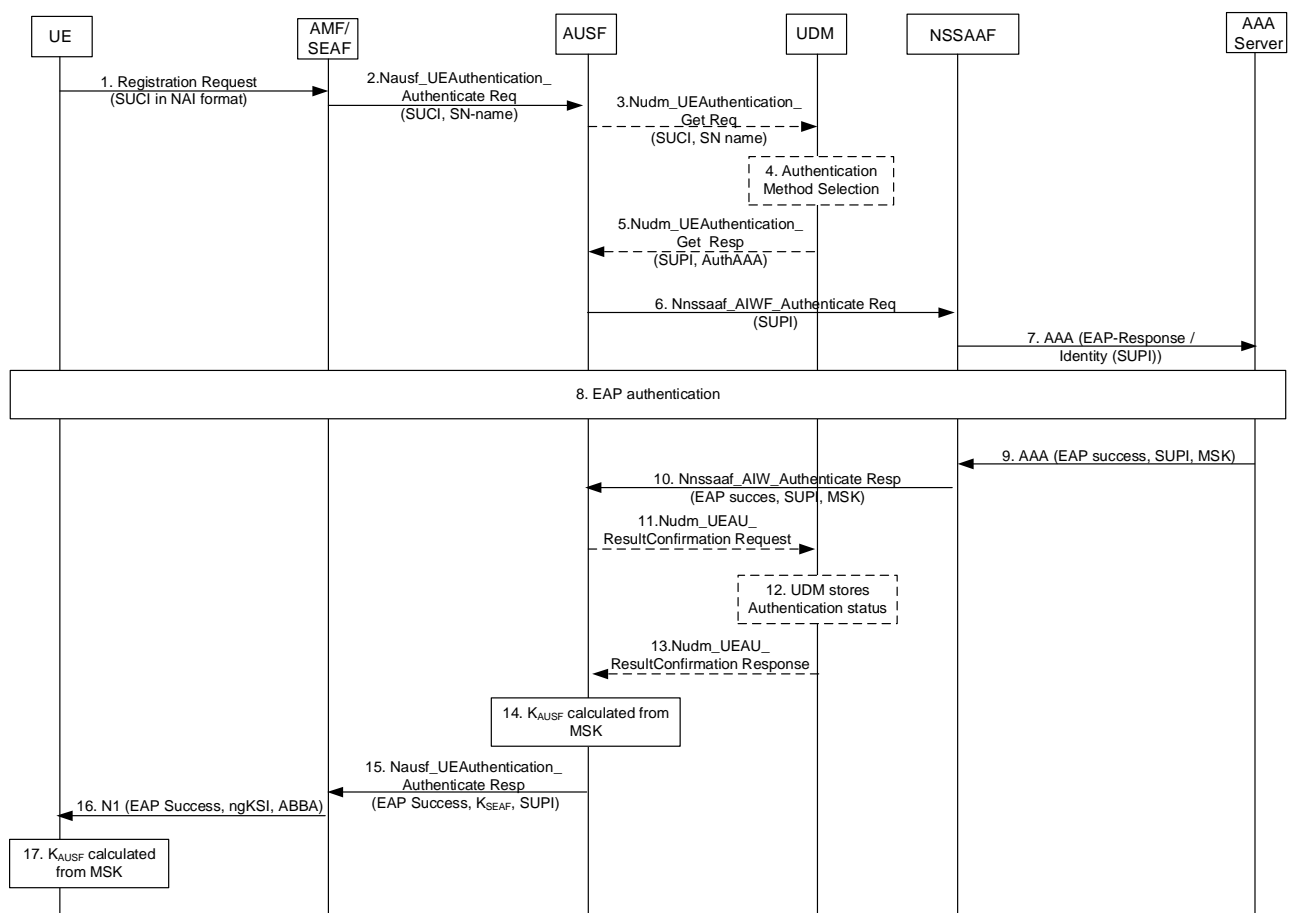 UE
AMF/
SEAF
AUSF
UDM
NSSAAF
AAA
Server
1. Registration Request
(SUCI in NAI format)
2.Nausf_UEAuthentication_
Authenticate Req
(SUCI, SN-name)
3.Nudm_UEAuthentication_
Get Req
(SUCI, SN name)
4. Authentication
Method Selection
5.Nudm_UEAuthentication_
Get Resp
(SUPI, AuthAAA)
6. Nnssaaf_AIWF_Authenticate Req
(SUPI)
7. AAA (EAP-Response /
Identity (SUPI))
8. EAP authentication
9. AAA (EAP success, SUPI, MSK)
10. Nnssaaf_AIW_Authenticate Resp
(EAP succes, SUPI, MSK)
11.Nudm_UEAU_
ResultConfirmation Request
12. UDM stores
Authentication status
13.Nudm_UEAU_
ResultConfirmation Response
14. KAUSF calculated from
MSK
15. Nausf_UEAuthentication_
Authenticate Resp
(EAP Success, KSEAF, SUPI)
16. N1 (EAP Success, ngKSI, ABBA)
17. KAUSF calculated
from MSK